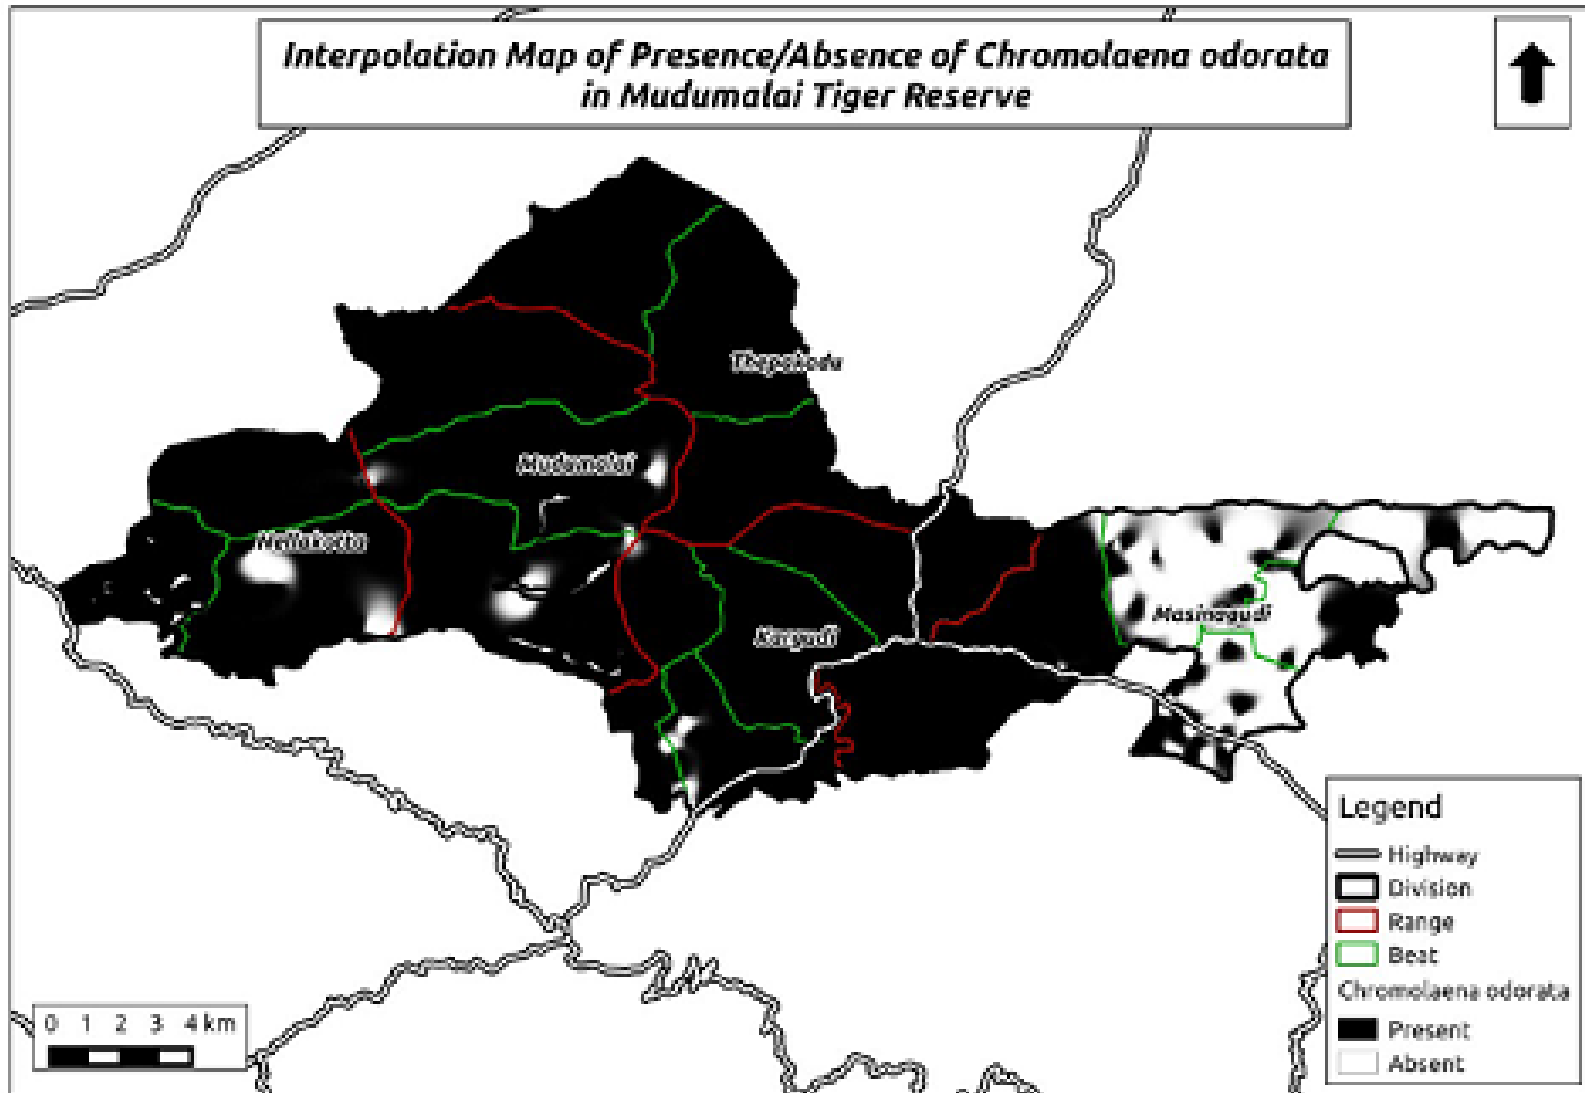 Interpolation Map of Presence/Absence of Chromolaena odorata
in Mudumalai Tiger Reserve
Thepakadu
Mudumalai
Nellakotta
Kargudi
Masinagudi
Legend
Highway
Division
Range
Beat
Chromolaena odorata
Present
Absent
0 1 2 3 4 km